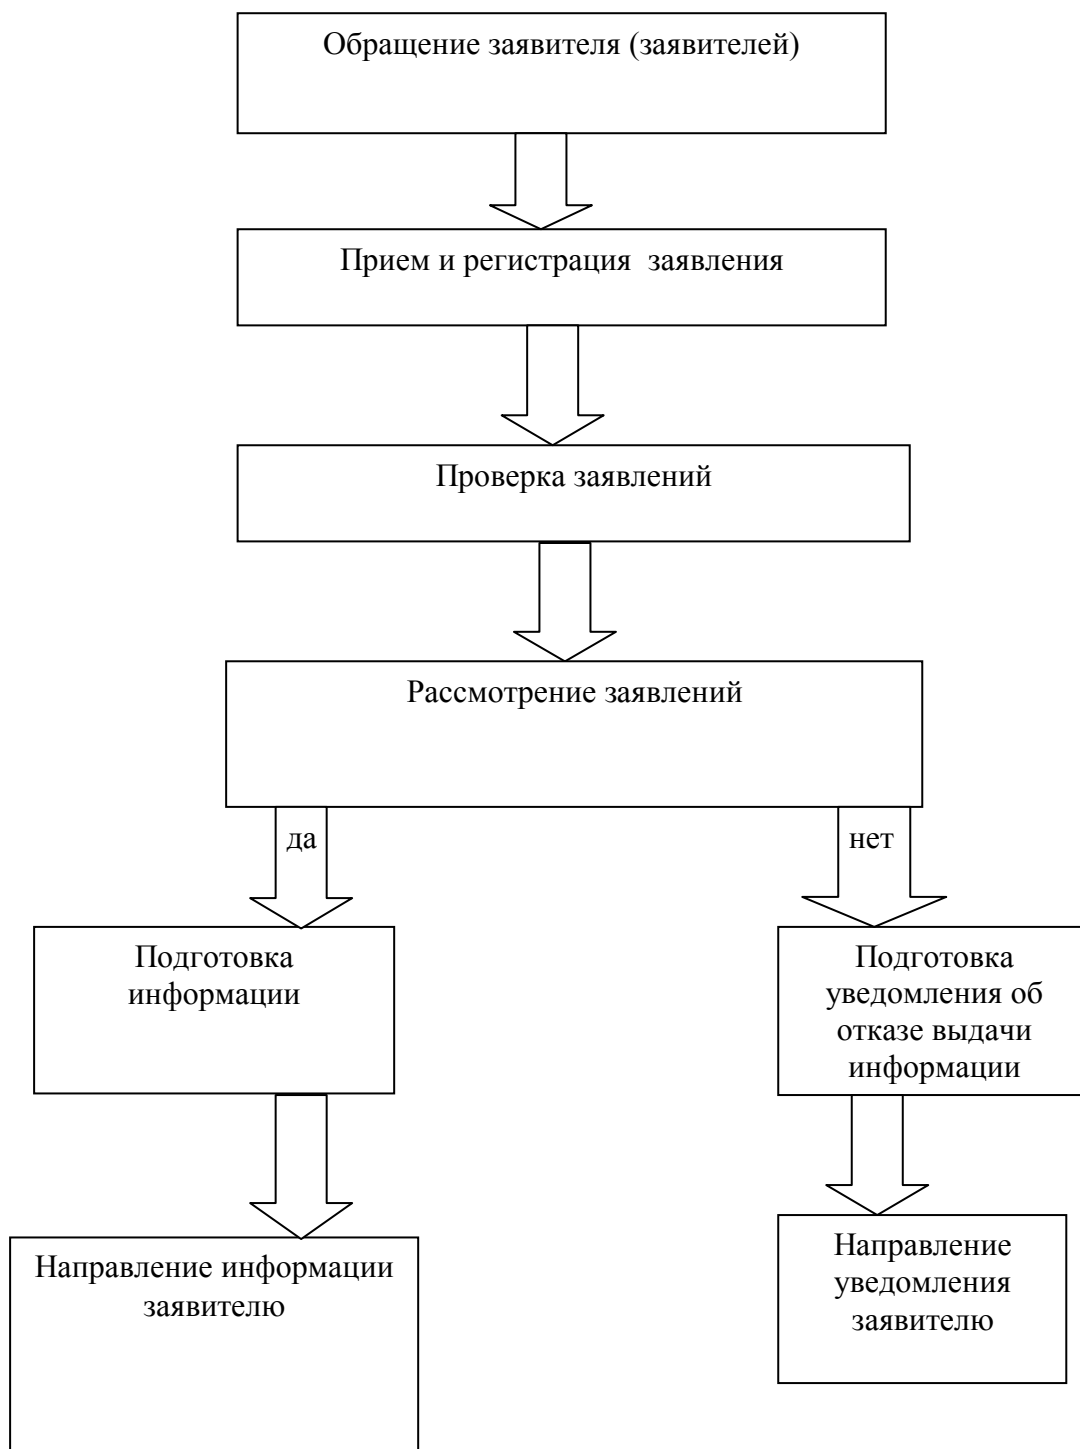 Обращение заявителя (заявителей)
Прием и регистрация  заявления
Проверка заявлений
Рассмотрение заявлений
да
нет
Подготовка
информации
Подготовка
уведомления об
отказе выдачи
информации
Направление информации
заявителю
Направление
уведомления
заявителю